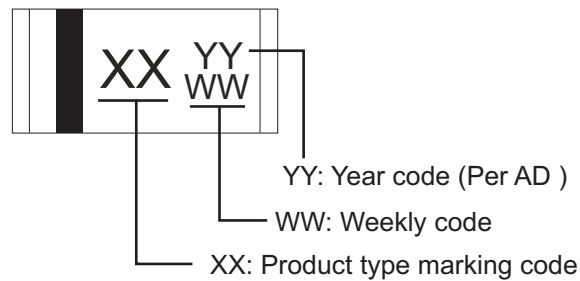 XX YY
WW
YY: Year code (Per AD )
WW: Weekly code
XX: Product type marking code